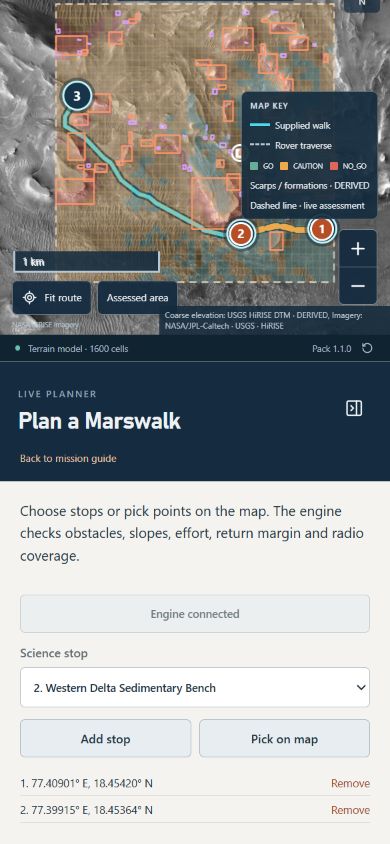 N
3
MAP KEY
Supplied walk
Rover traverse
GO CAUTION NO_GO
Scarps / formations · DERIVED
Dashed line · live assessment
2
1
1 km
+
−
Fit route
Assessed area
Coarse elevation: USGS HiRISE DTM · DERIVED, Imagery:
NASA/JPL-Caltech · USGS · HiRISE
Terrain model · 1600 cells
Pack 1.1.0
LIVE PLANNER
Plan a Marswalk
Back to mission guide
Choose stops or pick points on the map. The engine
checks obstacles, slopes, effort, return margin and radio
coverage.
Engine connected
Science stop
2. Western Delta Sedimentary Bench
Add stop
Pick on map
1. 77.40901° E, 18.45420° N
Remove
2. 77.39915° E, 18.45364° N
Remove